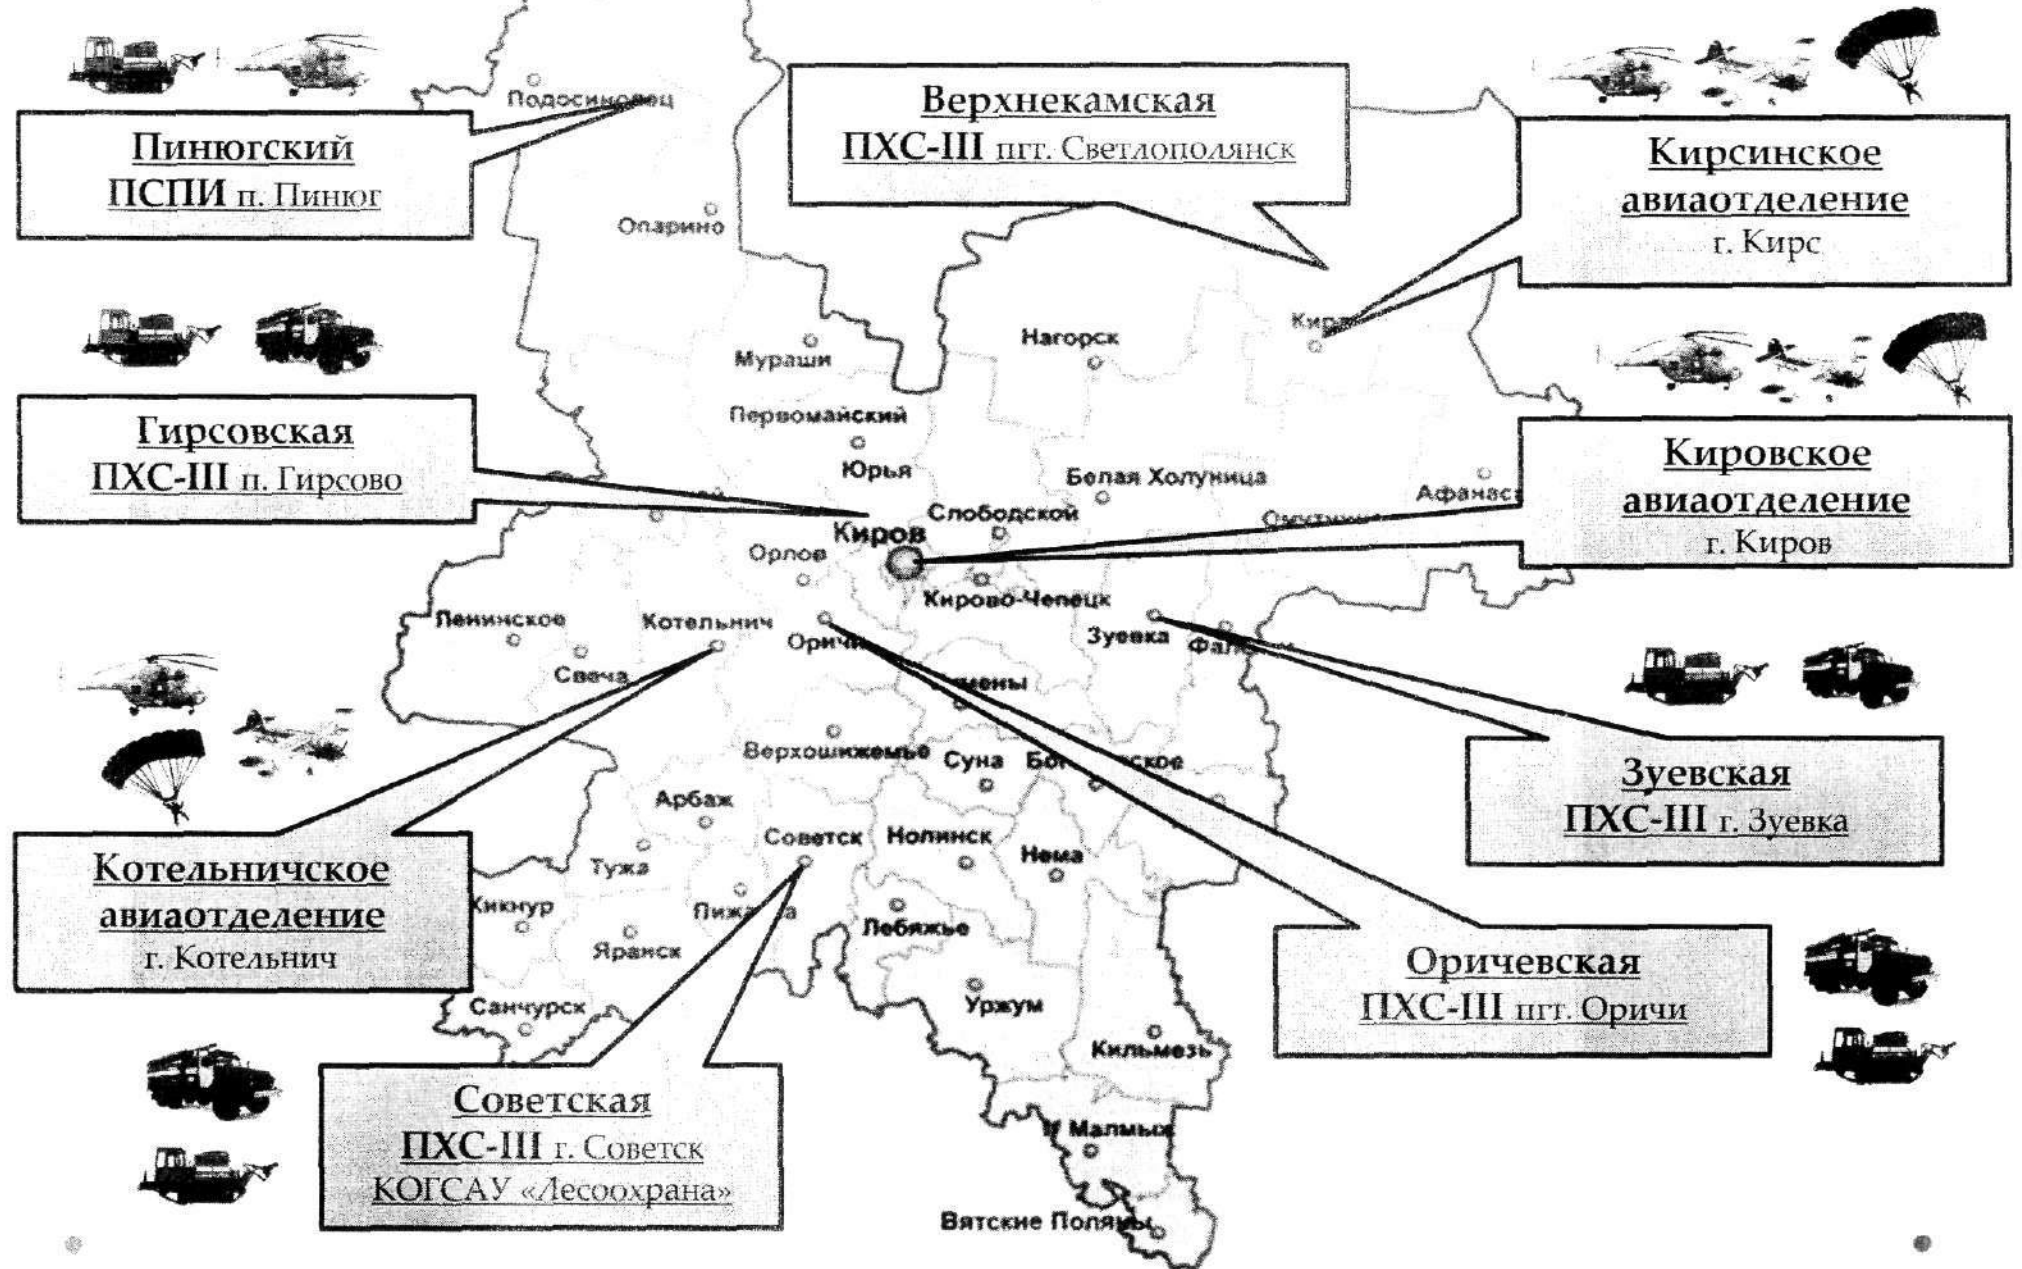 Подосиновец
Пинюгский
ПСПИ п. Пинюг
Верхнекамская
ПХС-III пгт. Светлополянск
Кирсинское
авиаотделение
г. Кирс
Опарино
Мураши
Нагорск
Гирсовская
ПХС-III п. Гирсово
Первомайский
Юрья
Белая Холуница
Слободской
Киров
Кировское
авиаотделение
г. Киров
Орлов
Кирово-Чепецк
Ленинское
Котельнич
Оричи
Зуевка
Свеча
Верхошижемье
Суна
Зуевская
ПХС-III г. Зуевка
Арбаж
Советск
Нолинск
Нема
Тужа
Котельничское
авиаотделение
г. Котельнич
Яранск
Лебяжье
Оричевская
ПХС-III пгт. Оричи
Санчурск
Уржум
Кильмезь
Советская
ПХС-III г. Советск
КОГСАУ «Лесоохрана»
Малмыж
Вятские Поляны